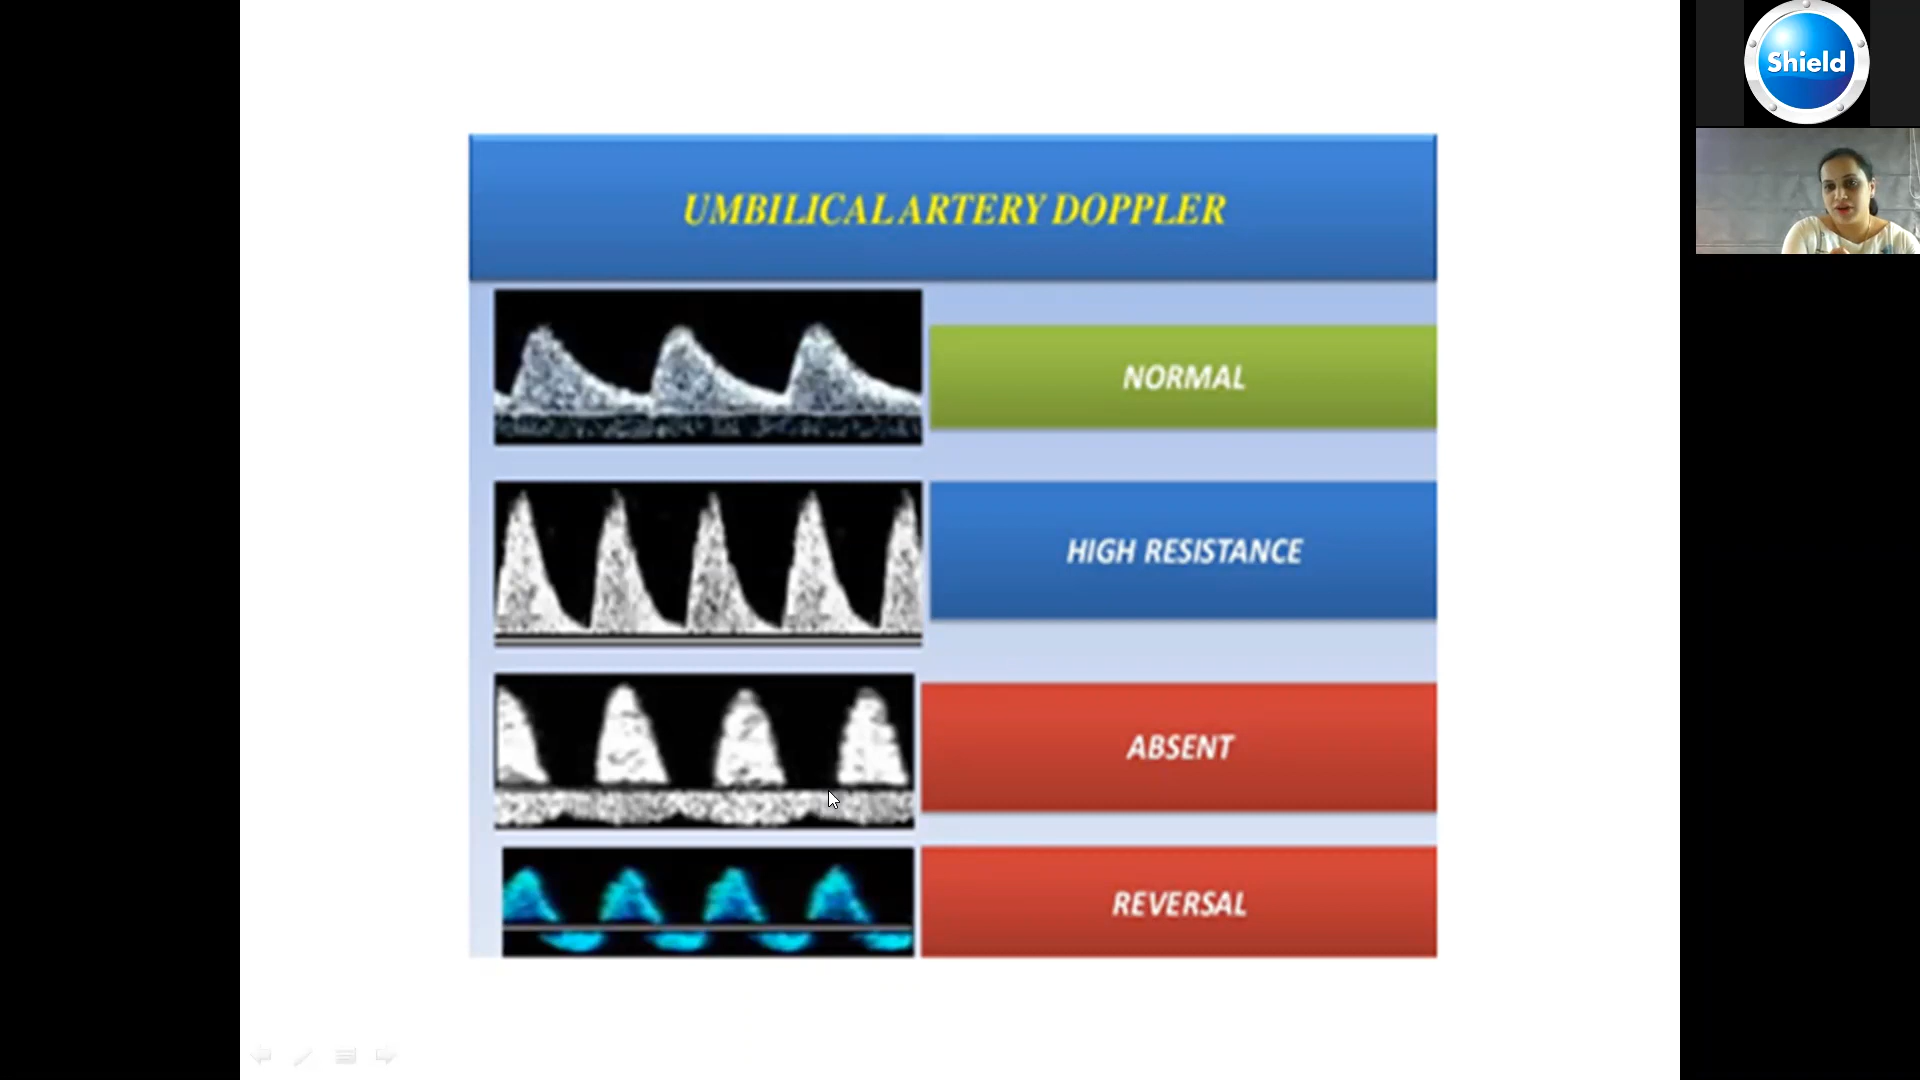 Shield
UMBILICAL ARTERY DOPPLER
NORMAL
HIGH RESISTANCE
ABSENT
REVERSAL